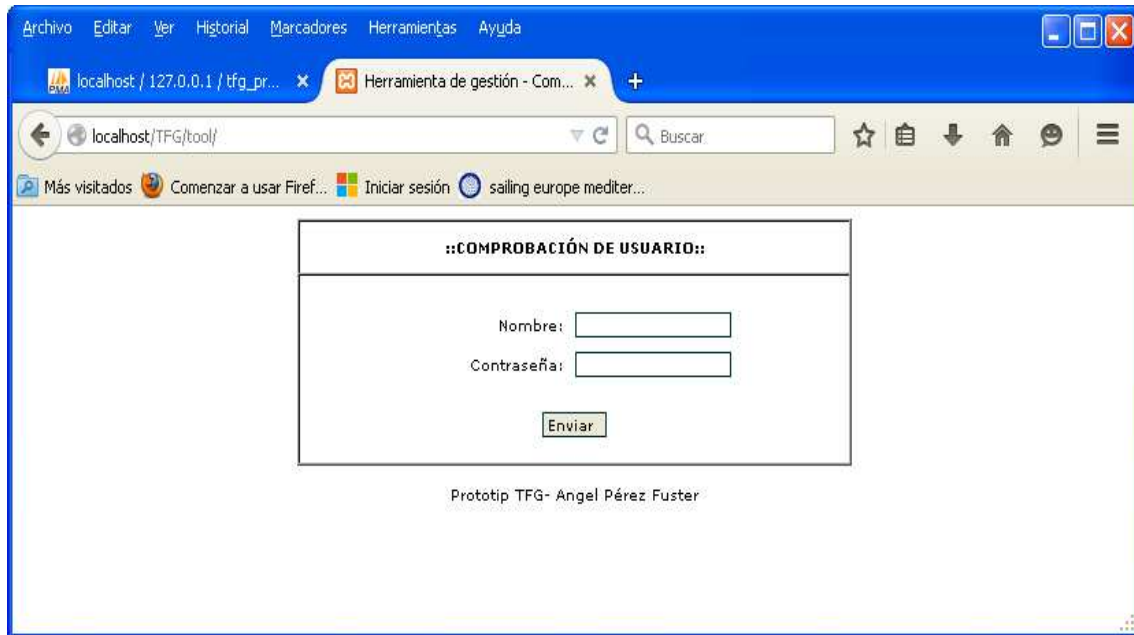 Archivo Editar Ver Historial Marcadores Herramientas Ayuda
PMA localhost / 127.0.0.1 / tfg_pr... Herramienta de gestión - Com...
localhost/TFG/tool/ Buscar
Más visitados Comenzar a usar Firef... Iniciar sesión sailing europe mediter...
::COMPROBACIÓN DE USUARIO::
Nombre:
Contraseña:
Enviar
Prototip TFG- Angel Pérez Fuster